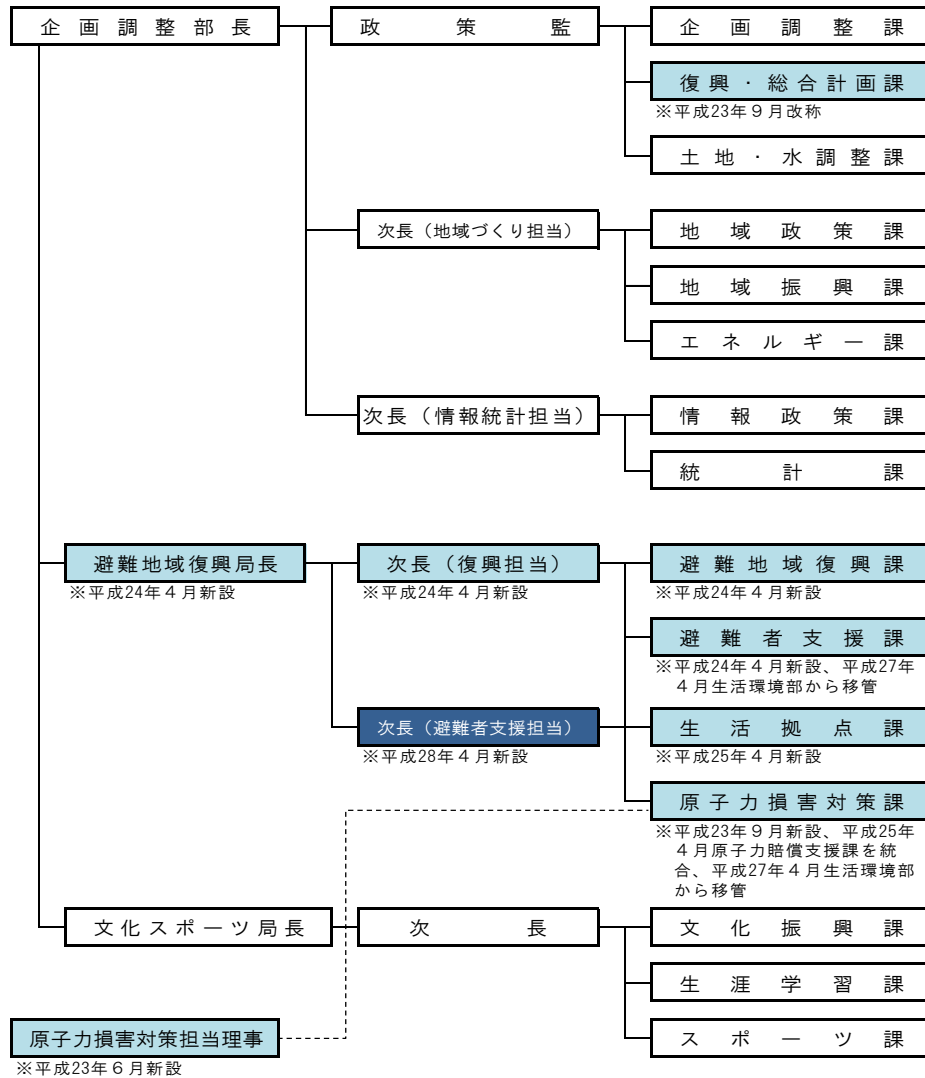 企画調整部長
政策監
企画調整課
復興・総合計画課
※平成23年９月改称
土地・水調整課
次長（地域づくり担当）
地域政策課
地域振興課
エネルギー課
次長（情報統計担当）
情報政策課
統計課
避難地域復興局長
※平成24年４月新設
次長（復興担当）
※平成24年４月新設
避難地域復興課
※平成24年４月新設
避難者支援課
※平成24年４月新設、平成27年
４月生活環境部から移管
次長（避難者支援担当）
※平成28年４月新設
生活拠点課
※平成25年４月新設
原子力損害対策課
※平成23年９月新設、平成25年
４月原子力賠償支援課を統
合、平成27年４月生活環境部
から移管
文化スポーツ局長
次長
文化振興課
生涯学習課
スポーツ課
原子力損害対策担当理事
※平成23年６月新設